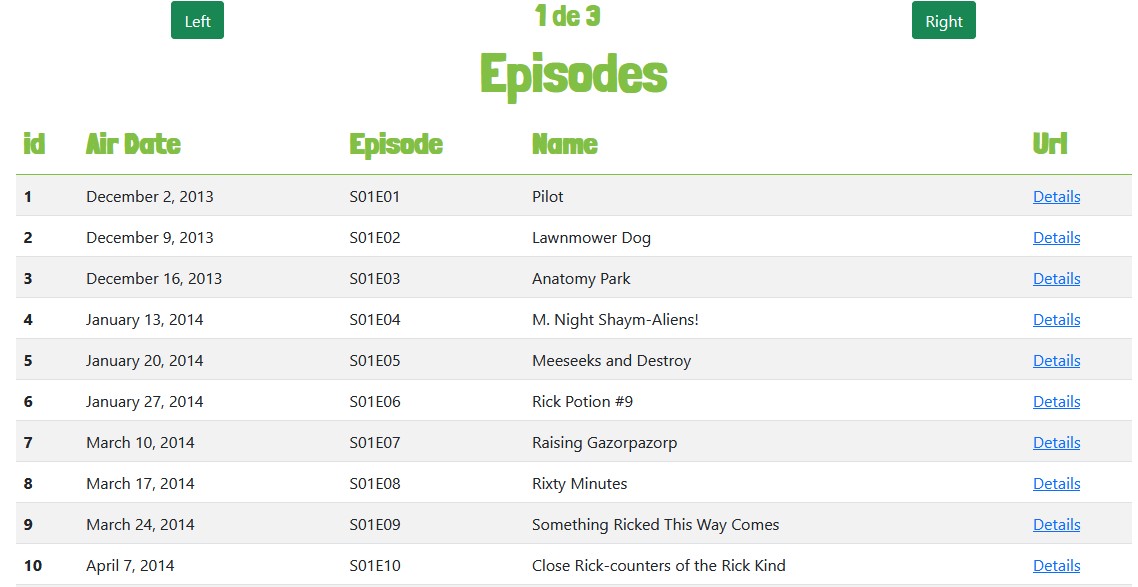 Left 1 de 3 Right
Episodes
id Air Date Episode Name Url
1 December 2, 2013 S01E01 Pilot Details
2 December 9, 2013 S01E02 Lawnmower Dog Details
3 December 16, 2013 S01E03 Anatomy Park Details
4 January 13, 2014 S01E04 M. Night Shaym-Aliens! Details
5 January 20, 2014 S01E05 Meeseeks and Destroy Details
6 January 27, 2014 S01E06 Rick Potion #9 Details
7 March 10, 2014 S01E07 Raising Gazorpazorp Details
8 March 17, 2014 S01E08 Rixty Minutes Details
9 March 24, 2014 S01E09 Something Ricked This Way Comes Details
10 April 7, 2014 S01E10 Close Rick-counters of the Rick Kind Details